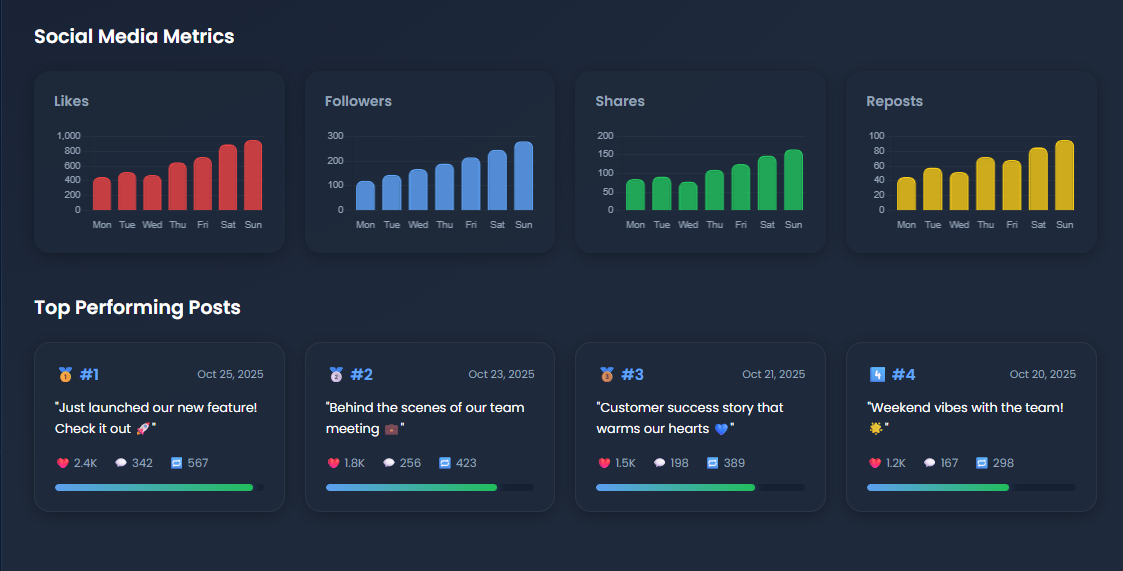 Social Media Metrics
Likes
1,000
800
600
400
200
0
Mon Tue Wed Thu Fri Sat Sun
Followers
300
200
100
0
Mon Tue Wed Thu Fri Sat Sun
Shares
200
150
100
50
0
Mon Tue Wed Thu Fri Sat Sun
Reposts
100
80
60
40
20
0
Mon Tue Wed Thu Fri Sat Sun
Top Performing Posts
🥇 #1 Oct 25, 2025
"Just launched our new feature!
Check it out 🚀"
❤️ 2.4K 💬 342 🔁 567
🥈 #2 Oct 23, 2025
"Behind the scenes of our team
meeting 💼"
❤️ 1.8K 💬 256 🔁 423
🥉 #3 Oct 21, 2025
"Customer success story that
warms our hearts 💙"
❤️ 1.5K 💬 198 🔁 389
4️⃣ #4 Oct 20, 2025
"Weekend vibes with the team!
🌟"
❤️ 1.2K 💬 167 🔁 298